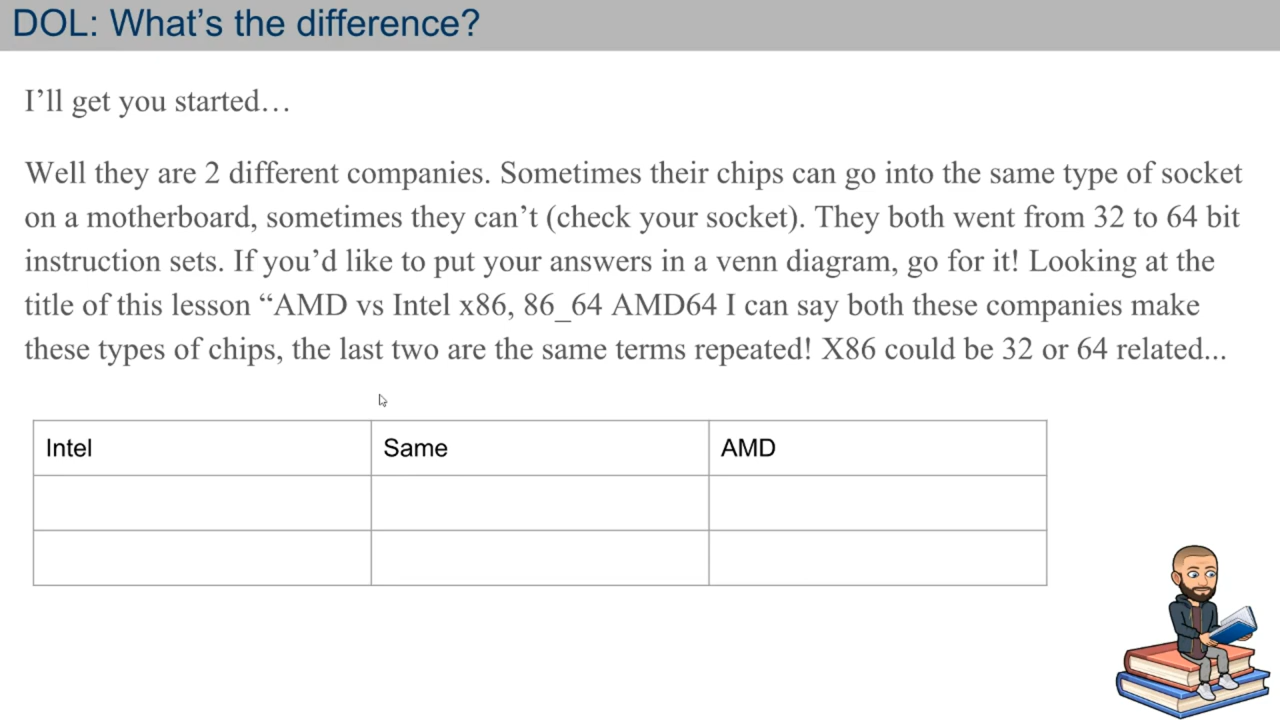 DOL: What's the difference?
I'll get you started…
Well they are 2 different companies. Sometimes their chips can go into the same type of socket
on a motherboard, sometimes they can't (check your socket). They both went from 32 to 64 bit
instruction sets. If you'd like to put your answers in a venn diagram, go for it! Looking at the
title of this lesson “AMD vs Intel x86, 86_64 AMD64 I can say both these companies make
these types of chips, the last two are the same terms repeated! X86 could be 32 or 64 related...
Intel Same AMD